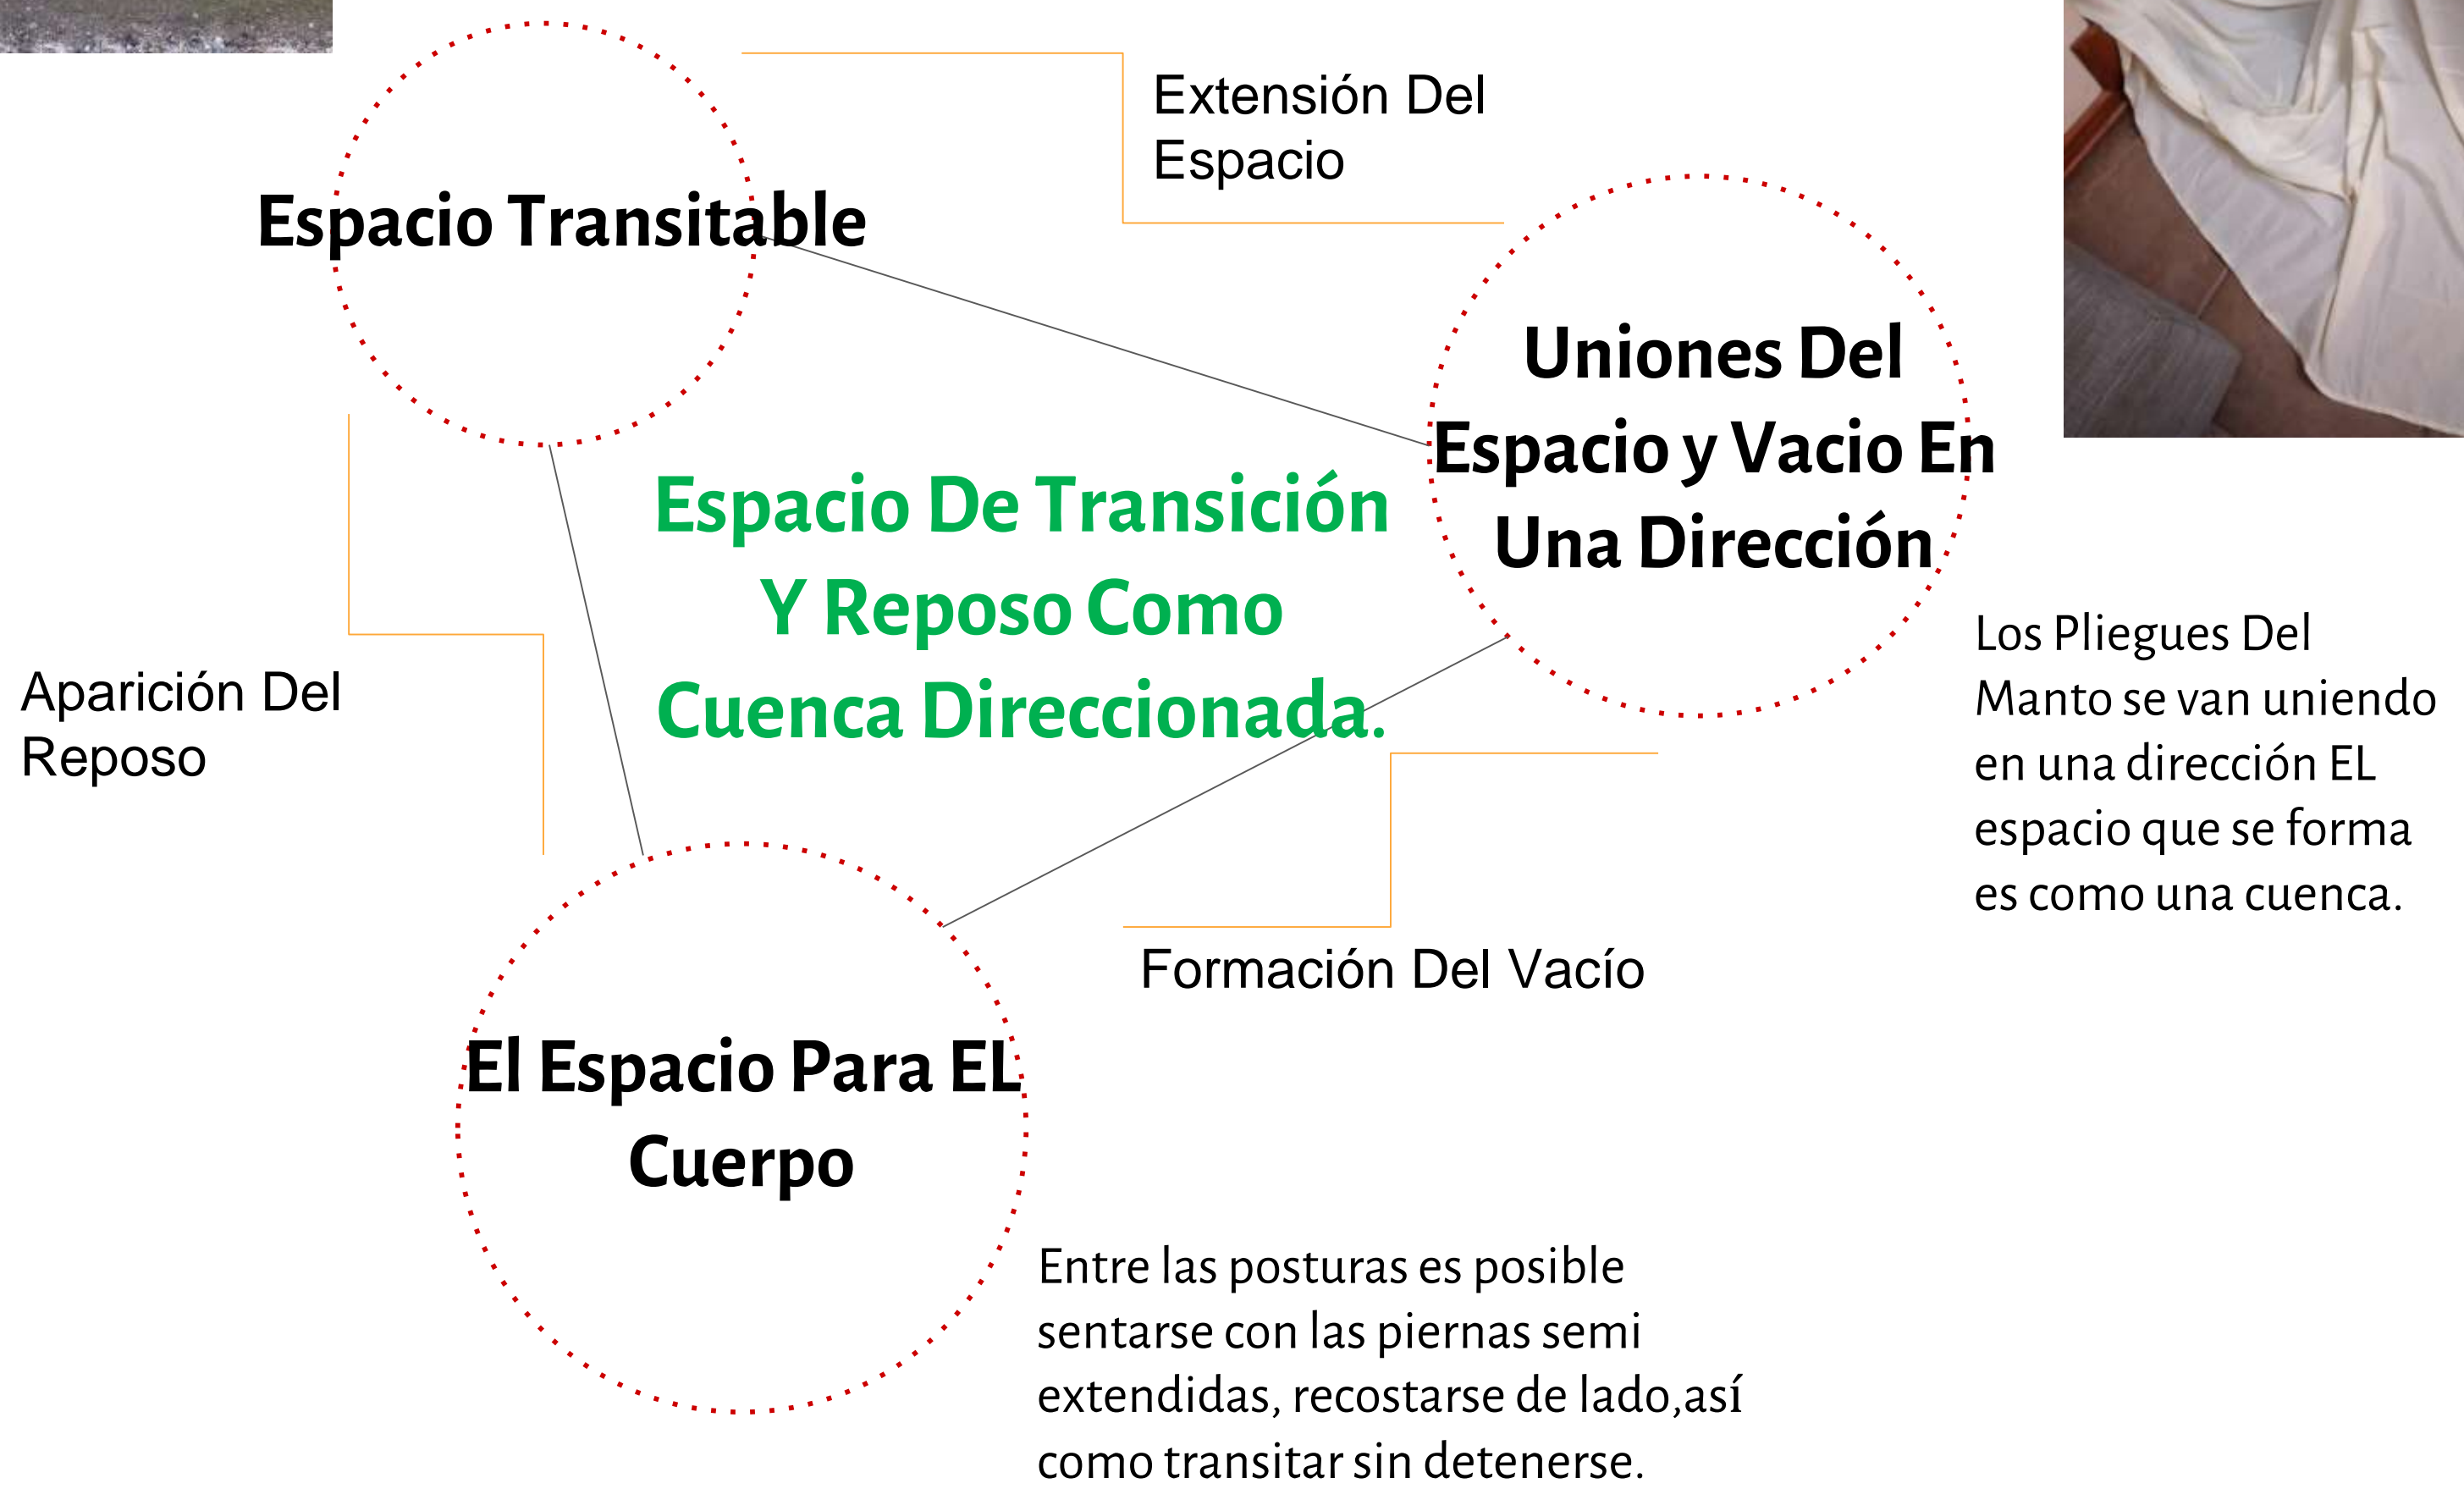 Extensión Del
Espacio
Espacio Transitable
Uniones Del
Espacio y Vacio En
Una Dirección
Espacio De Transición
Y Reposo Como
Cuenca Direccionada.
Los Pliegues Del
Manto se van uniendo
en una dirección EL
espacio que se forma
es como una cuenca.
Aparición Del
Reposo
Formación Del Vacío
El Espacio Para EL
Cuerpo
Entre las posturas es posible
sentarse con las piernas semi
extendidas, recostarse de lado,así
como transitar sin detenerse.